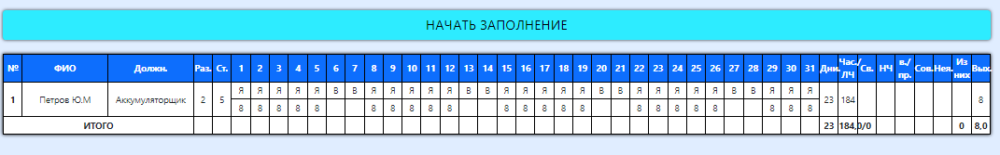 НАЧАТЬ ЗАПОЛНЕНИЕ
№ ФИО Должн. Раз. Ст. 1 2 3 4 5 6 7 8 9 10 11 12 13 14 15 16 17 18 19 20 21 22 23 24 25 26 27 28 29 30 31 Дни. Час./ЛЧ Св. НЧ в./пр. Сов. Нея. Из них Вых.
1 Петров Ю.М Аккумуляторщик 2 5 Я Я Я Я Я В В Я Я Я Я Я В В Я Я Я Я Я В В Я Я Я Я Я В В Я Я Я 23 184 8
8 8 8 8 8 8 8 8 8 8 8 8 8 8 8 8 8 8 8 8 8 8 8
ИТОГО 23 184,0/0 0 8,0